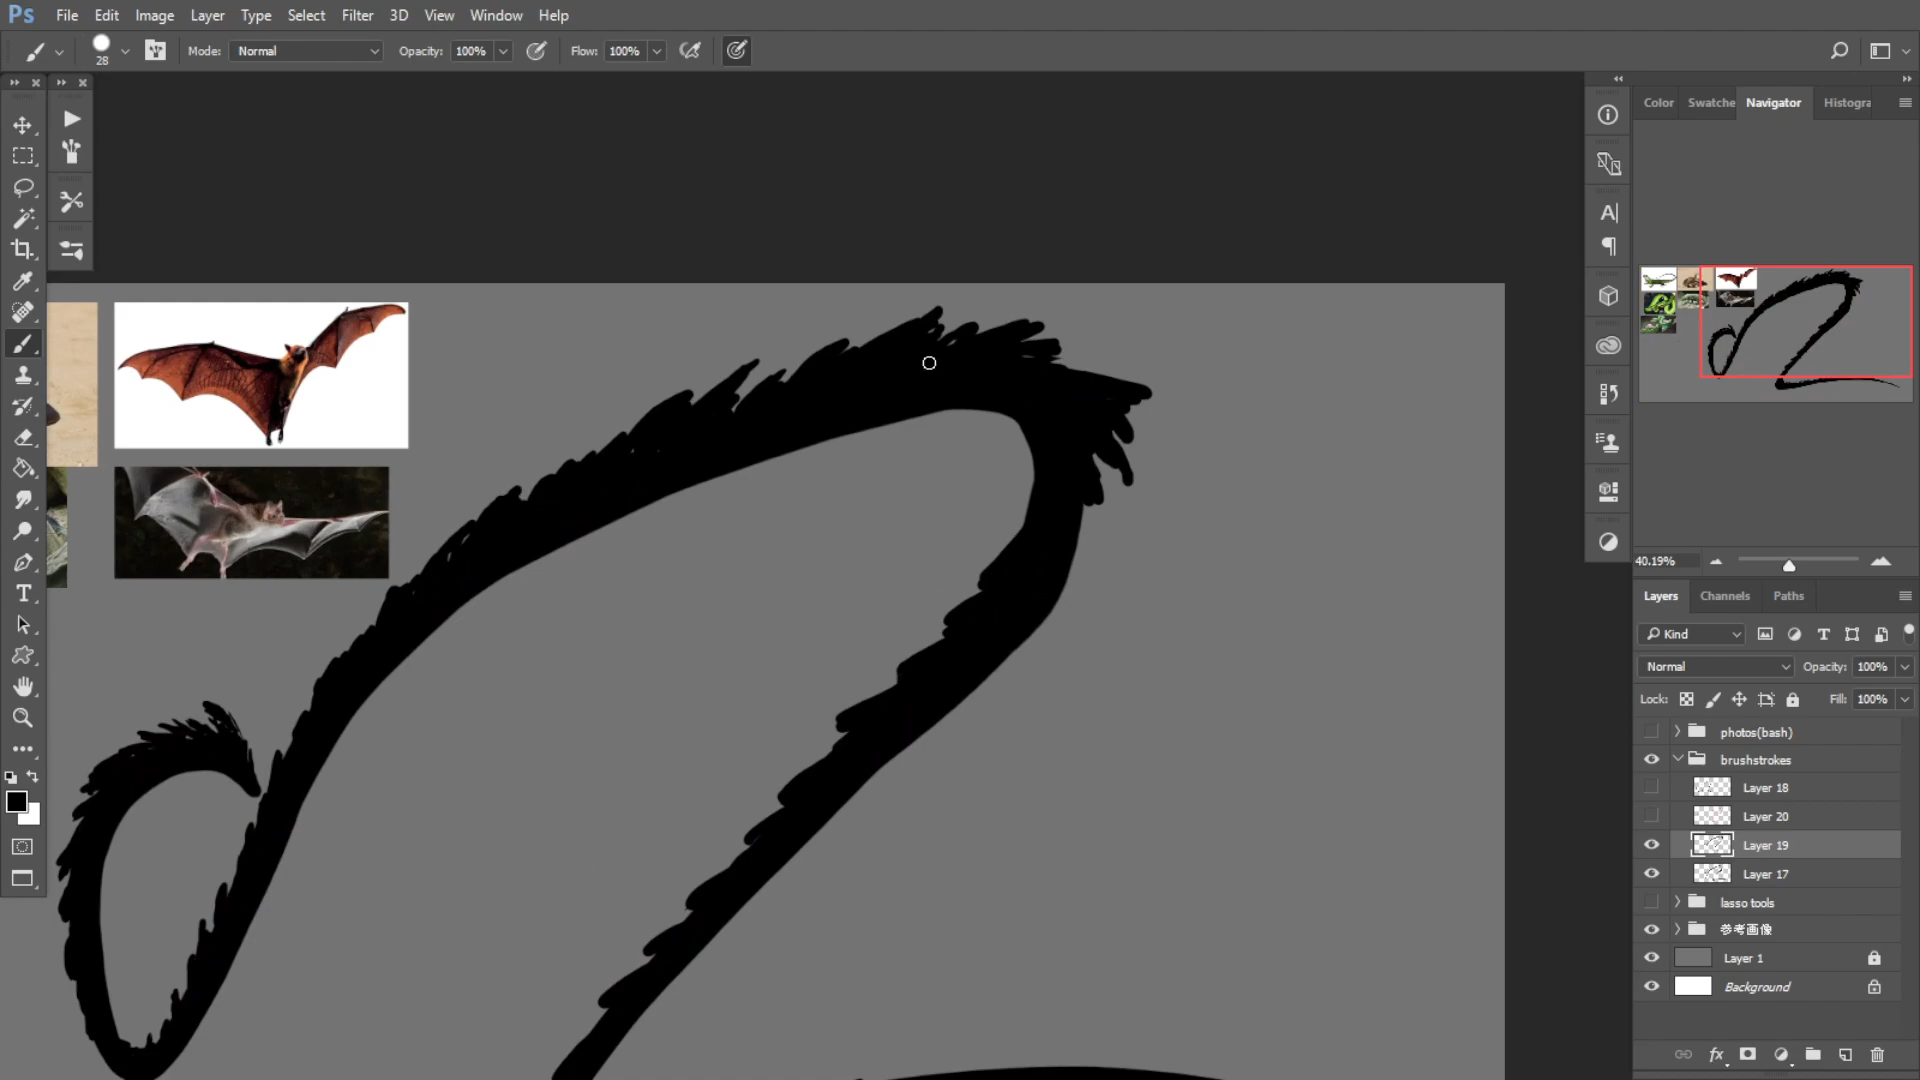 Ps File Edit Image Layer Type Select Filter 3D View Window Help
28 Mode: Normal Opacity: 100% Flow: 100%
Color Swatche Navigator Histogra
A
T
40.19%
Layers Channels Paths
Kind T
Normal Opacity: 100%
Lock: Fill: 100%
photos(bash)
brushstrokes
Layer 18
Layer 20
Layer 19
Layer 17
lasso tools
参考画像
Layer 1
Background
fx